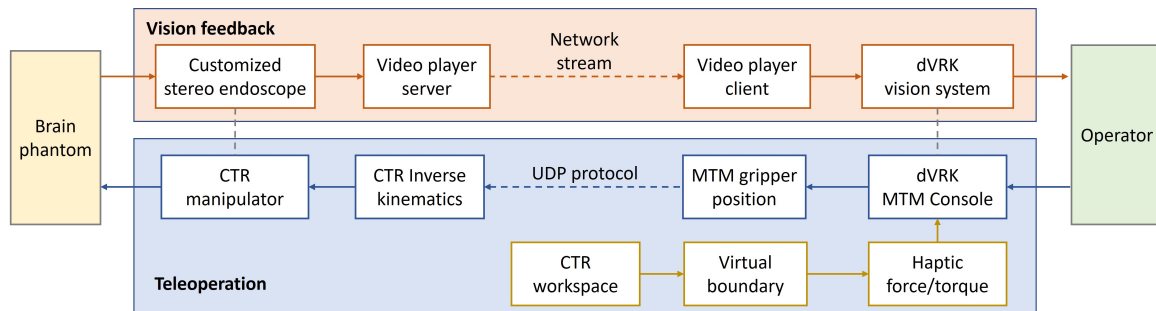 Vision feedback
Brain
phantom
Customized
stereo endoscope
Video player
server
Network
stream
Video player
client
dVRK
vision system
Operator
CTR
manipulator
CTR Inverse
kinematics
UDP protocol
MTM gripper
position
dVRK
MTM Console
CTR
workspace
Virtual
boundary
Haptic
force/torque
Teleoperation